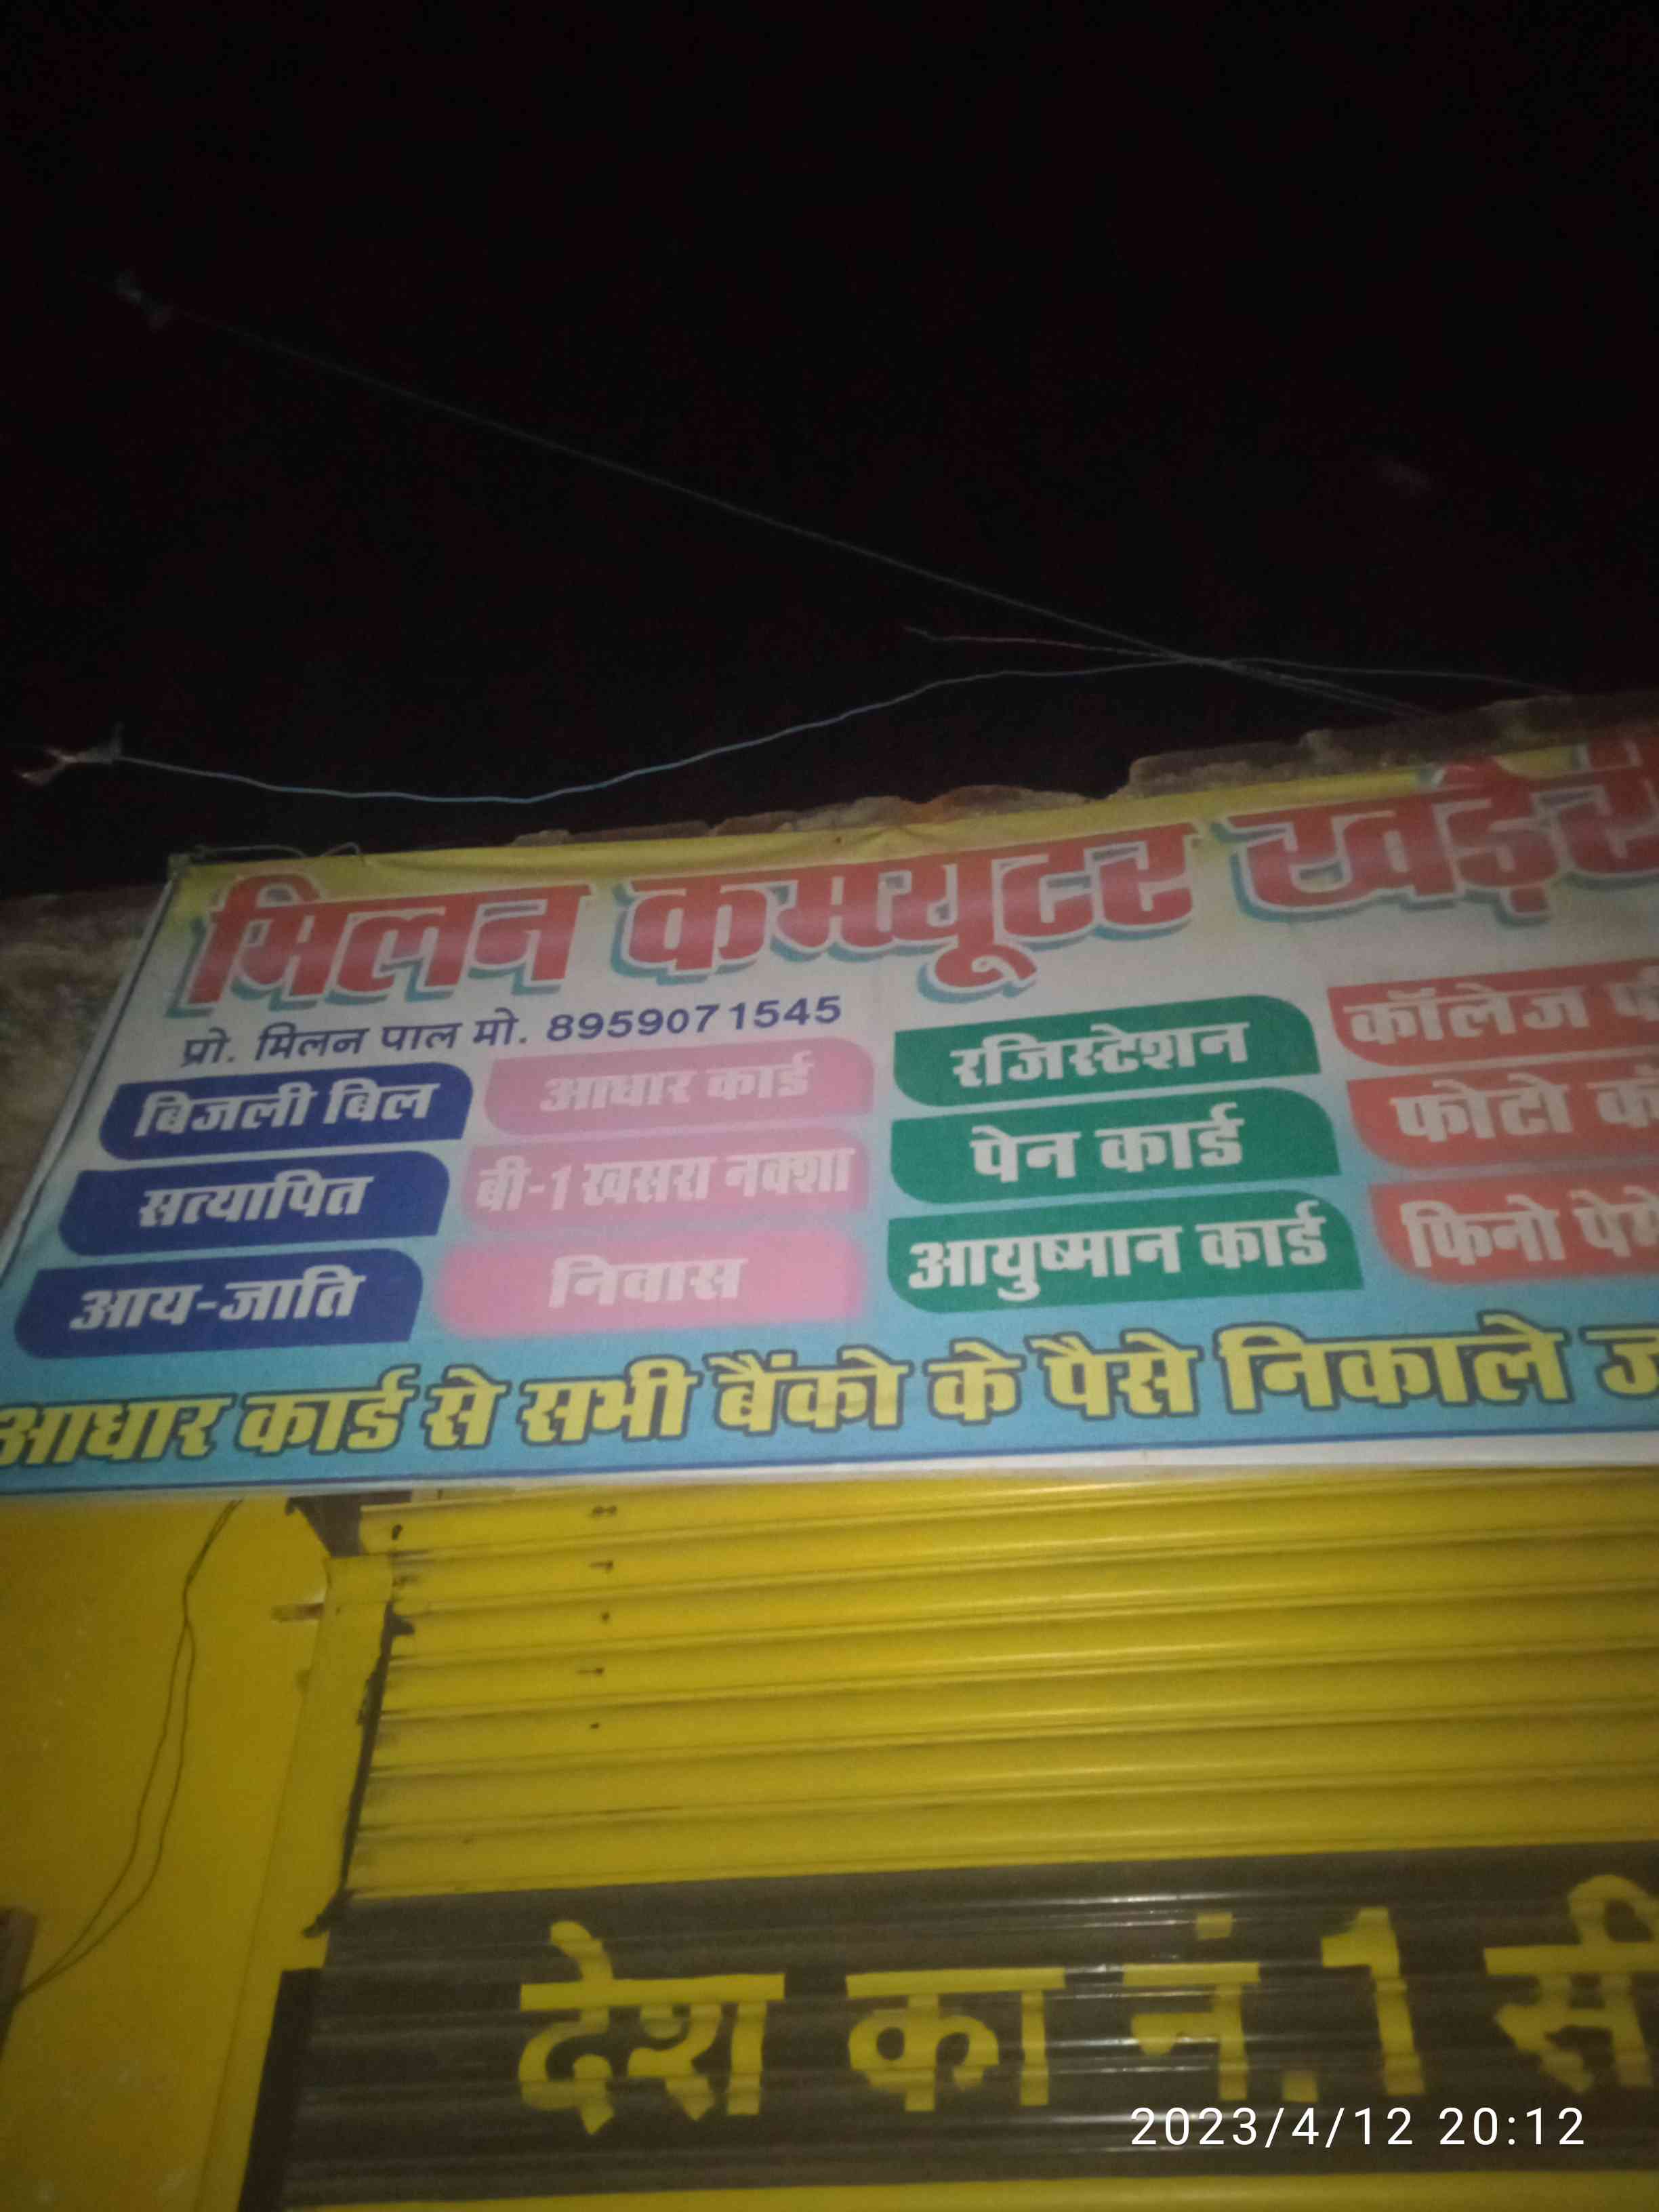 मिलन कम्प्यूटर
प्रो. मिलन पाल मो. 8959071545
बिजली बिल आधार कार्ड रजिस्टेशन कॉलेज
सत्यापित बी-1 खसरा नक्शा पेन कार्ड फोटो
आय-जाति निवास आयुष्मान कार्ड फिनो
आधार कार्ड से सभी बैंको के पैसे निकाले
देश का नं.1
2023/4/12 20:12